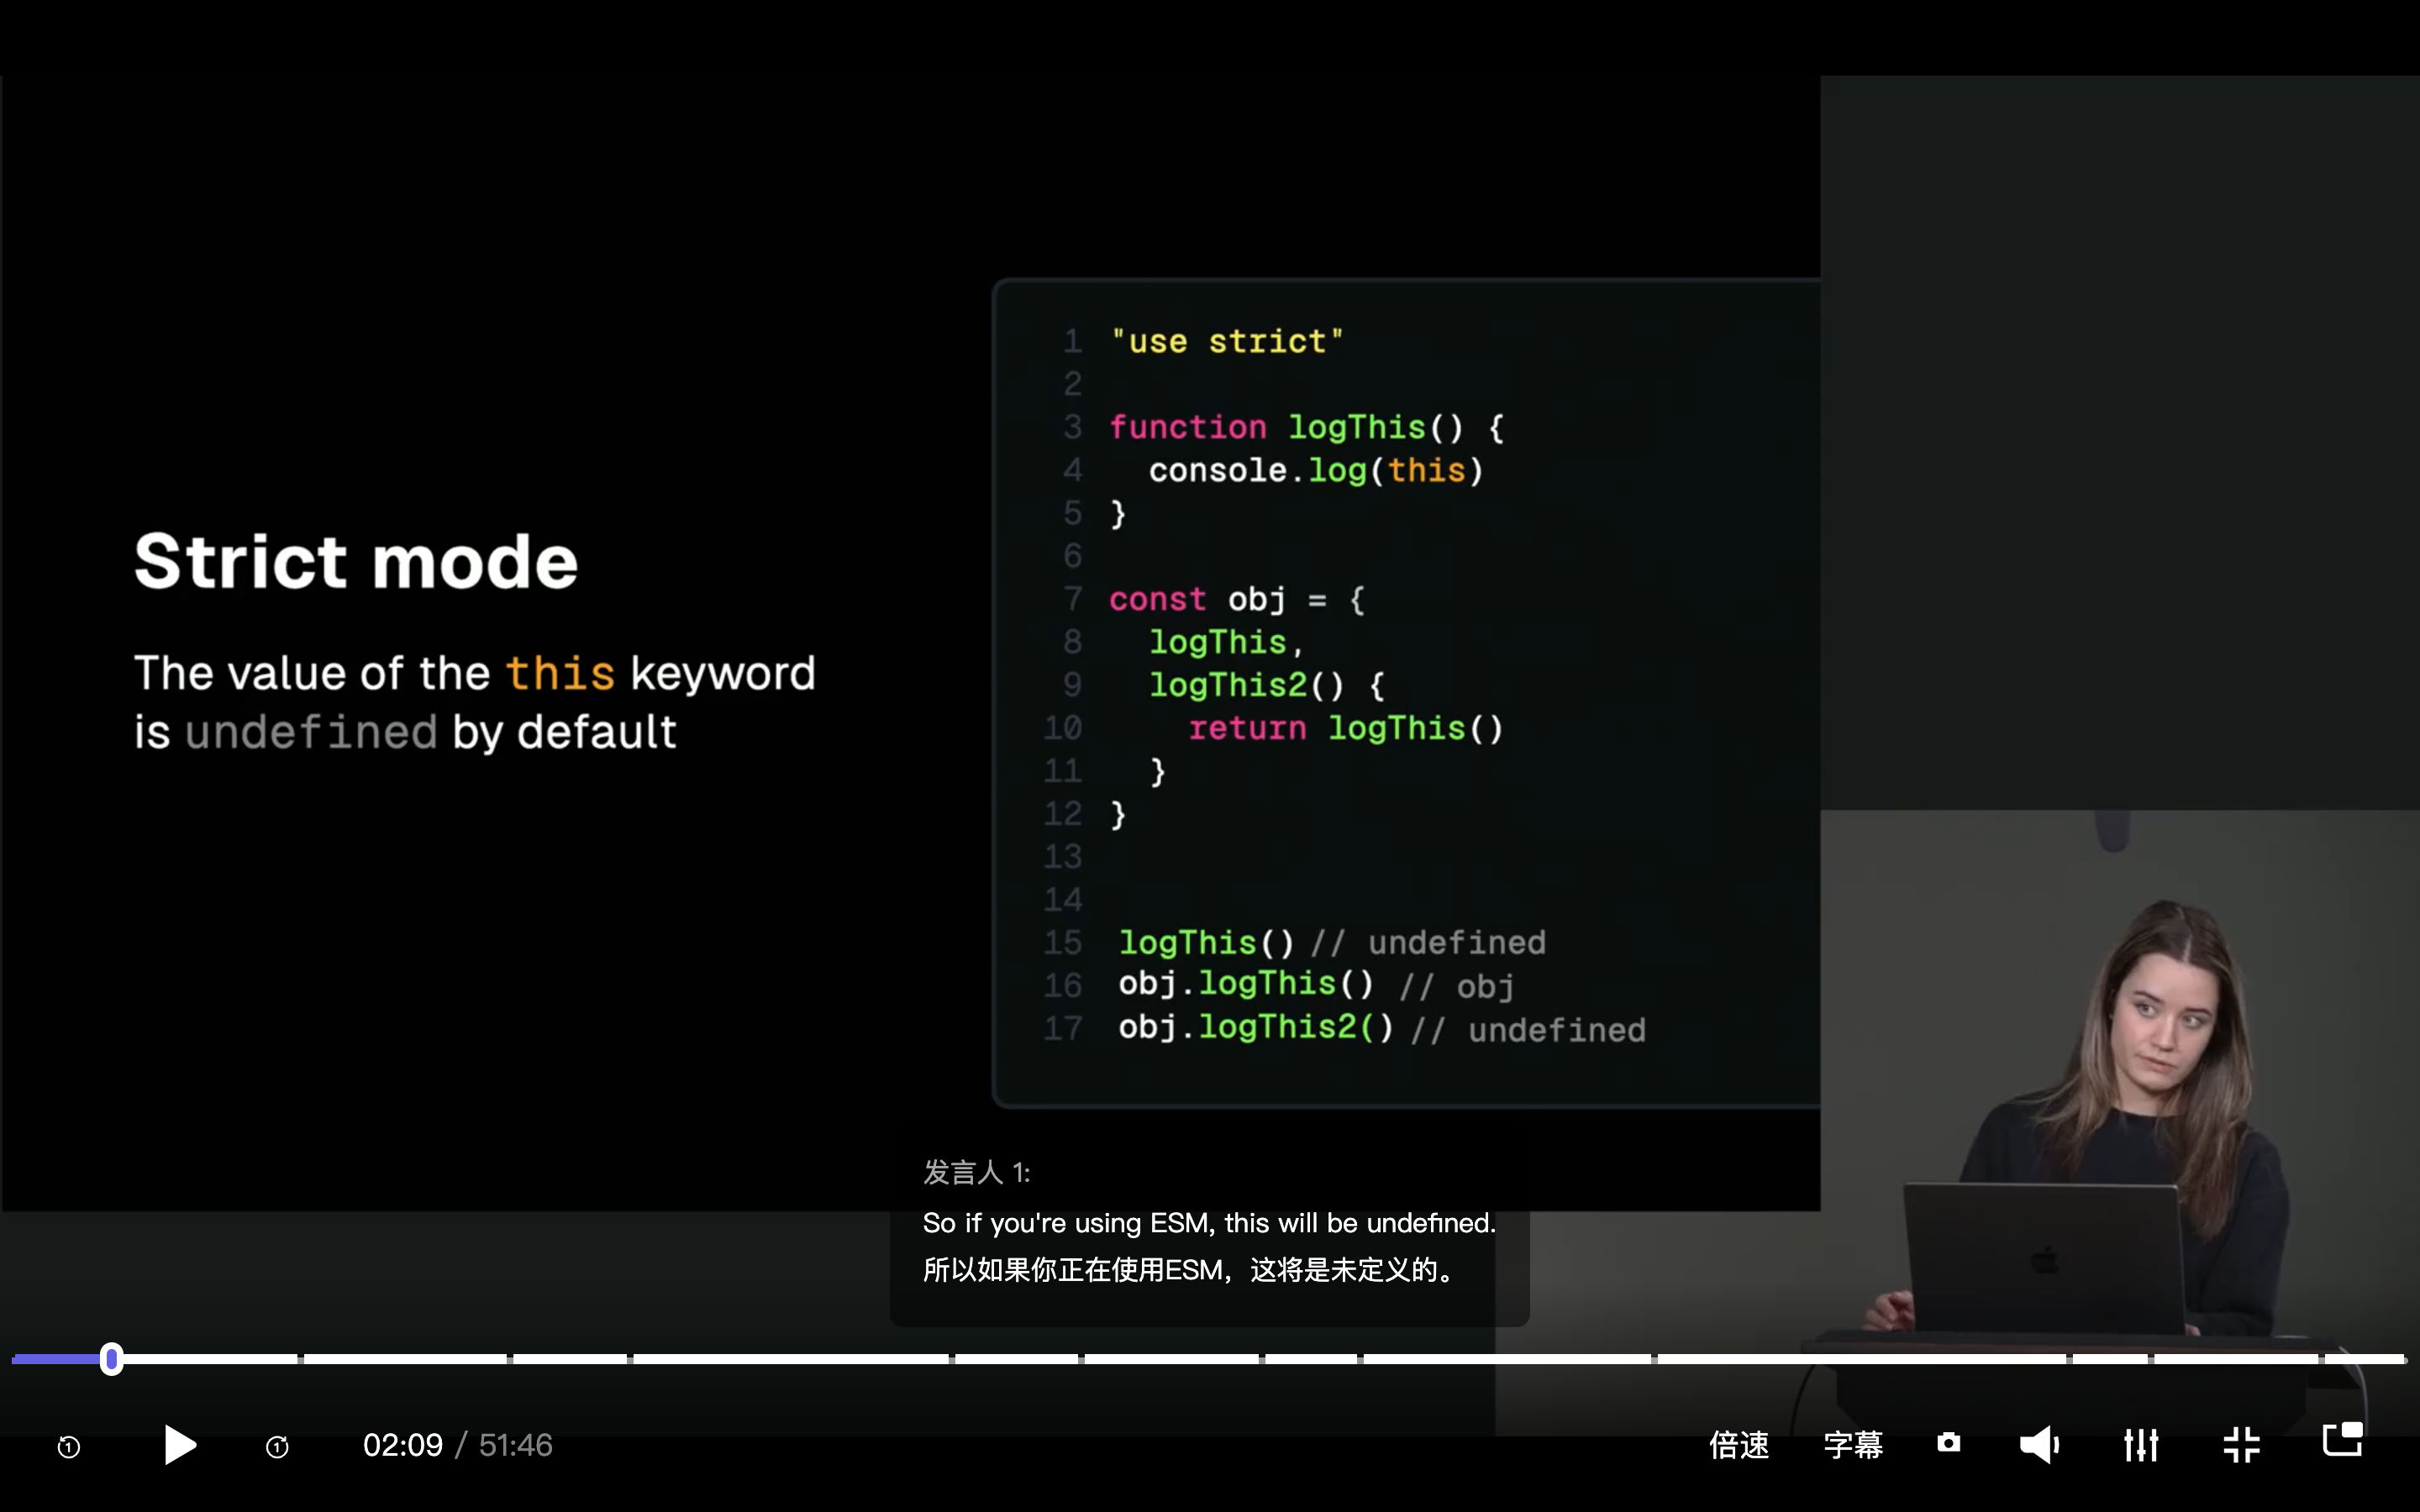 Strict mode
The value of the this keyword
is undefined by default
1 "use strict"
2
3 function logThis() {
4   console.log(this)
5 }
6
7 const obj = {
8   logThis,
9   logThis2() {
10     return logThis()
11   }
12 }
13
14
15 logThis() // undefined
16 obj.logThis() // obj
17 obj.logThis2() // undefined
发言人 1:
So if you're using ESM, this will be undefined.
所以如果你正在使用ESM，这将是未定义的。
1
1
02:09 / 51:46
倍速
字幕